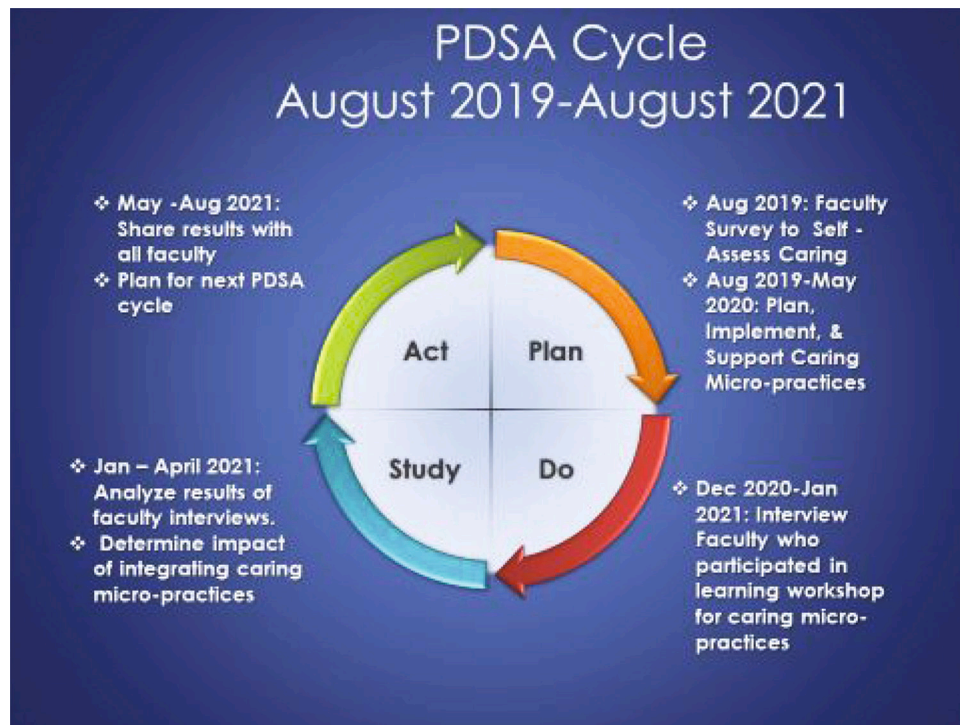 PDSA Cycle
August 2019-August 2021
❖ May -Aug 2021:
Share results with
all faculty
❖ Plan for next PDSA
cycle
❖ Aug 2019: Faculty
Survey to Self -
Assess Caring
❖ Aug 2019-May
2020: Plan,
Implement, &
Support Caring
Micro-practices
Act
Plan
Study
Do
❖ Jan – April 2021:
Analyze results of
faculty interviews.
❖ Determine impact
of integrating caring
micro-practices
❖ Dec 2020-Jan
2021: Interview
Faculty who
participated in
learning workshop
for caring micro-
practices